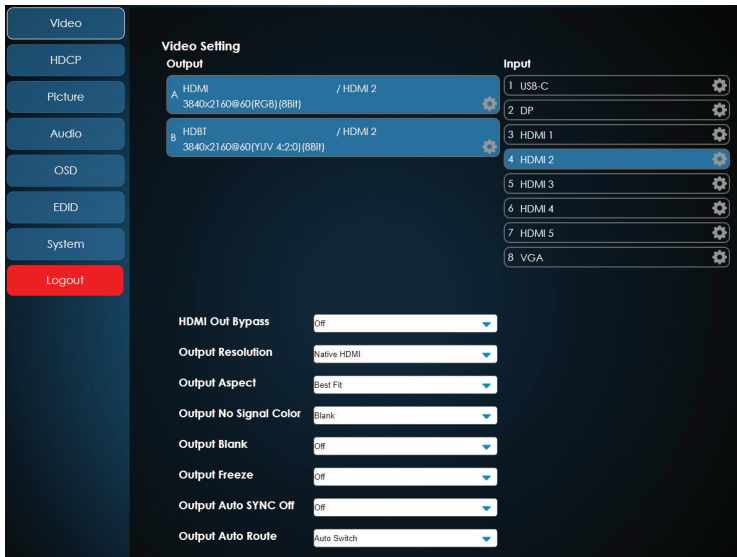 Video
HDCP
Picture
Audio
OSD
EDID
System
Logout
Video Setting
Output
A HDMI / HDMI 2
3840x2160@60(RGB)(8Bit)
B HDBT / HDMI 2
3840x2160@60(YUV 4:2:0)(8Bit)
Input
1 USB-C
2 DP
3 HDMI 1
4 HDMI 2
5 HDMI 3
6 HDMI 4
7 HDMI 5
8 VGA
HDMI Out Bypass Off
Output Resolution Native HDMI
Output Aspect Best Fit
Output No Signal Color Blank
Output Blank Off
Output Freeze Off
Output Auto SYNC Off Off
Output Auto Route Auto Switch